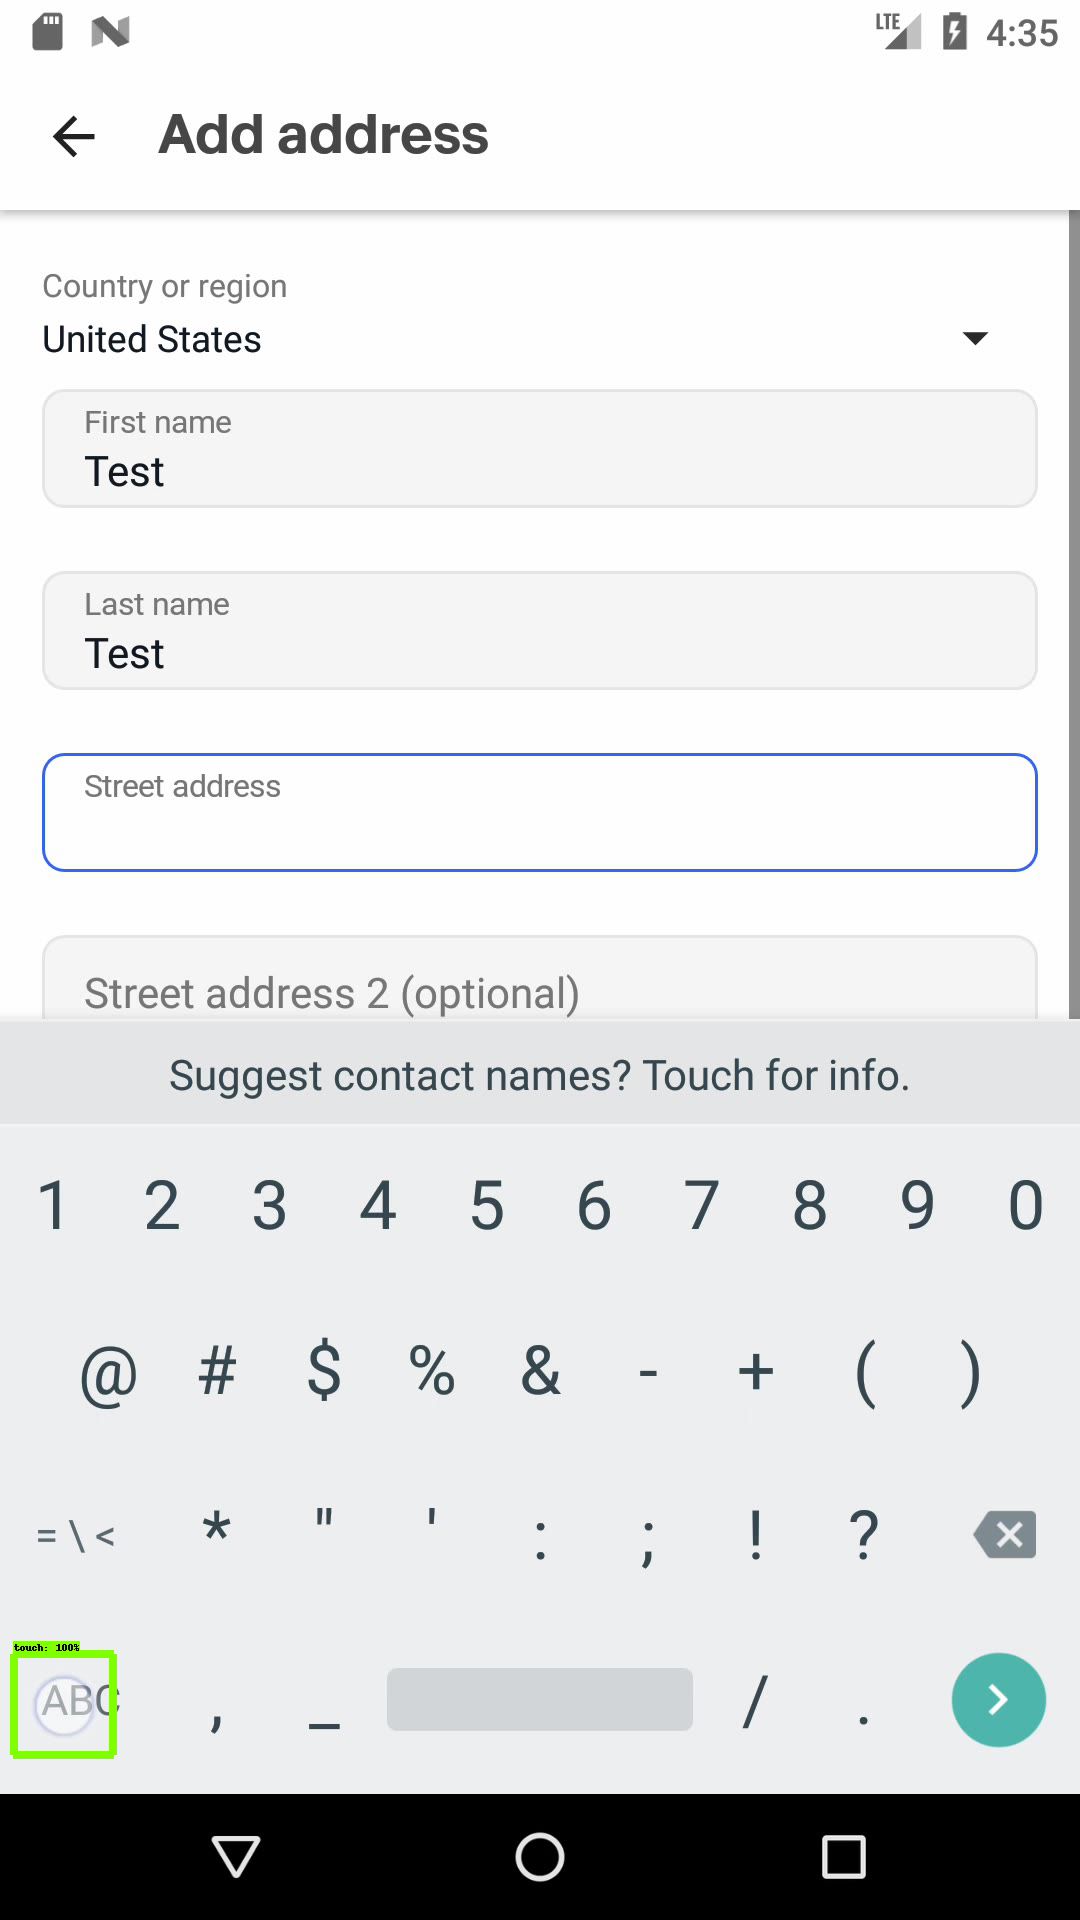 LTE 4:35
Add address
Country or region
United States
First name
Test
Last name
Test
Street address
Street address 2 (optional)
Suggest contact names? Touch for info.
1 2 3 4 5 6 7 8 9 0
@ # $ % & - + ( )
= \ < * " ' : ; ! ?
touch: 100%
ABC , _ / .